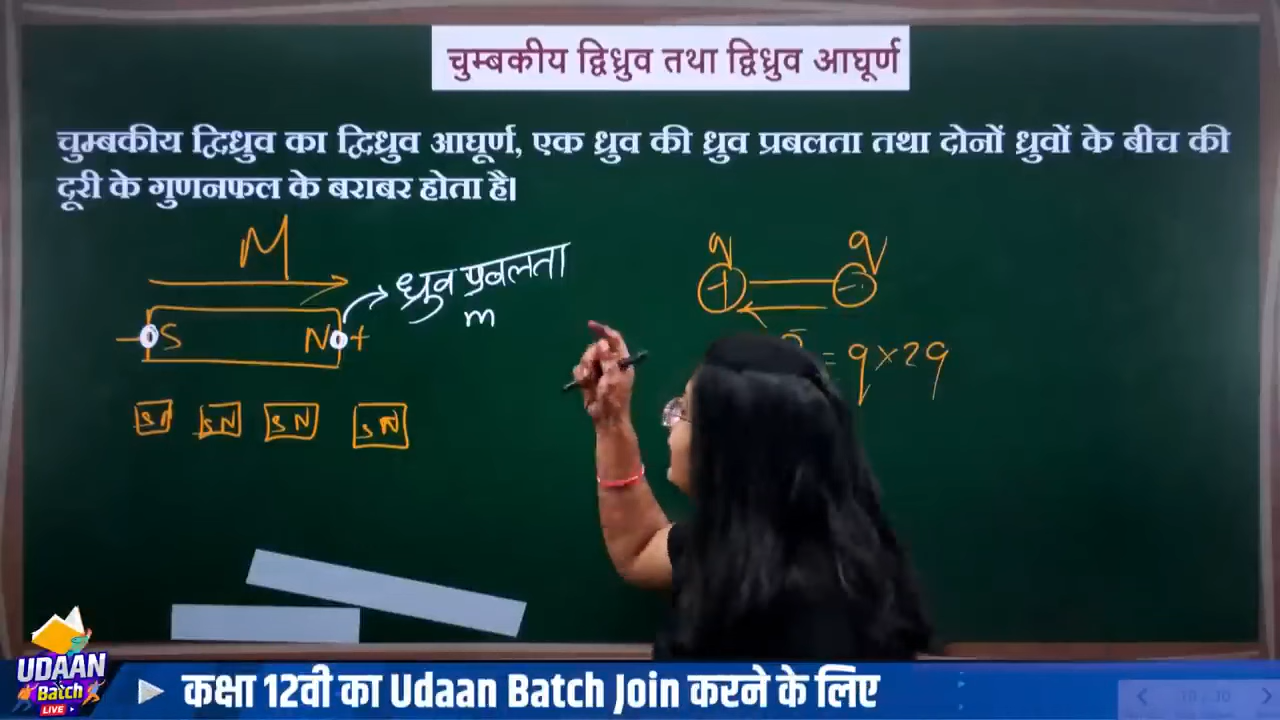 चुम्बकीय द्विध्रुव तथा द्विध्रुव आघूर्ण
चुम्बकीय द्विध्रुव का द्विध्रुव आघूर्ण, एक ध्रुव की ध्रुव प्रबलता तथा दोनों ध्रुवों के बीच की
दूरी के गुणनफल के बराबर होता है।
M
ध्रुव प्रबलता
m
q q
+ -
- S N +
= q×2q
S N S N S N S N
UDAAN
Batch
LIVE
कक्षा 12वी का Udaan Batch Join करने के लिए